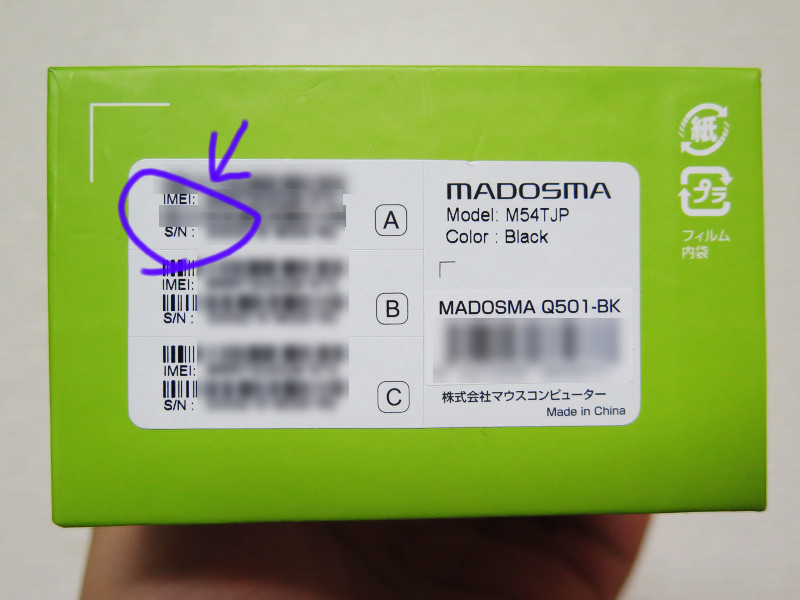 IMEI:
S/N :
A
IMEI:
S/N :
B
IMEI:
S/N :
C
MADOSMA
Model: M54TJP
Color : Black
MADOSMA Q501-BK
株式会社マウスコンピューター
Made in China
紙
プラ
フィルム
内袋